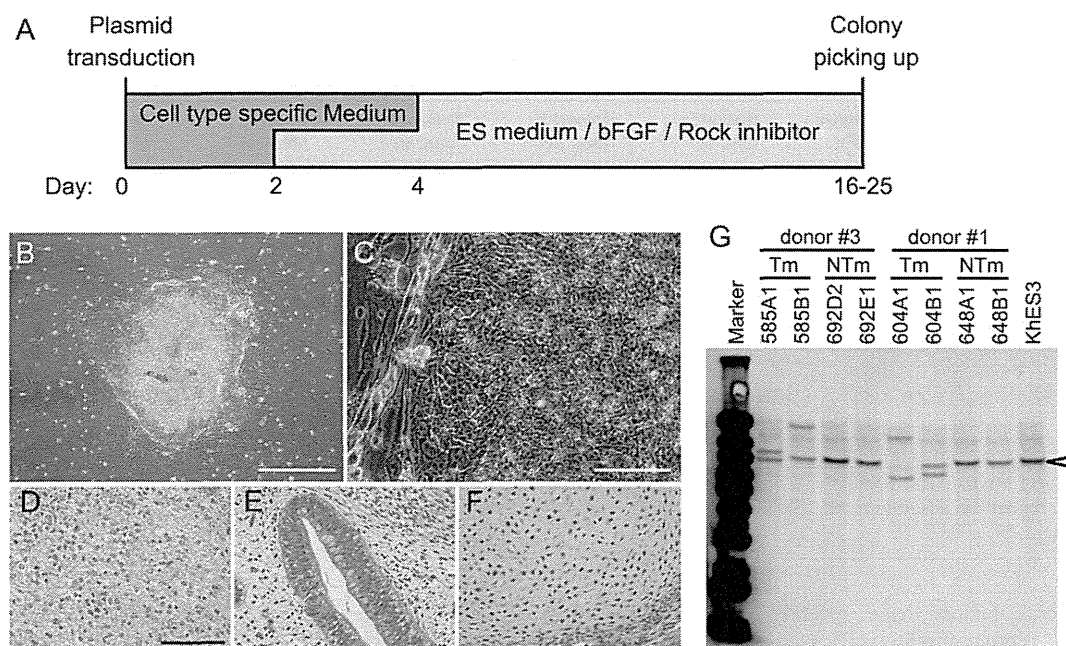 A
Plasmid
transduction
Colony
picking up
Cell type specific Medium
ES medium / bFGF / Rock inhibitor
Day: 0 2 4 16-25
B
C
D
E
F
G
donor #3 donor #1
Tm NTm Tm NTm
Marker
585A1
585B1
692D2
692E1
604A1
604B1
648A1
648B1
KhES3